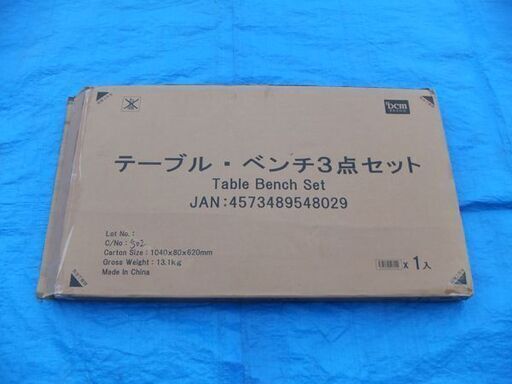 bcm
テーブル・ベンチ3点セット
Table Bench Set
JAN:4573489548029
Lot No :
C/No : 502
Carton Size : 1040x80x620mm
Gross Weight : 13.1kg
Made In China
x 1入